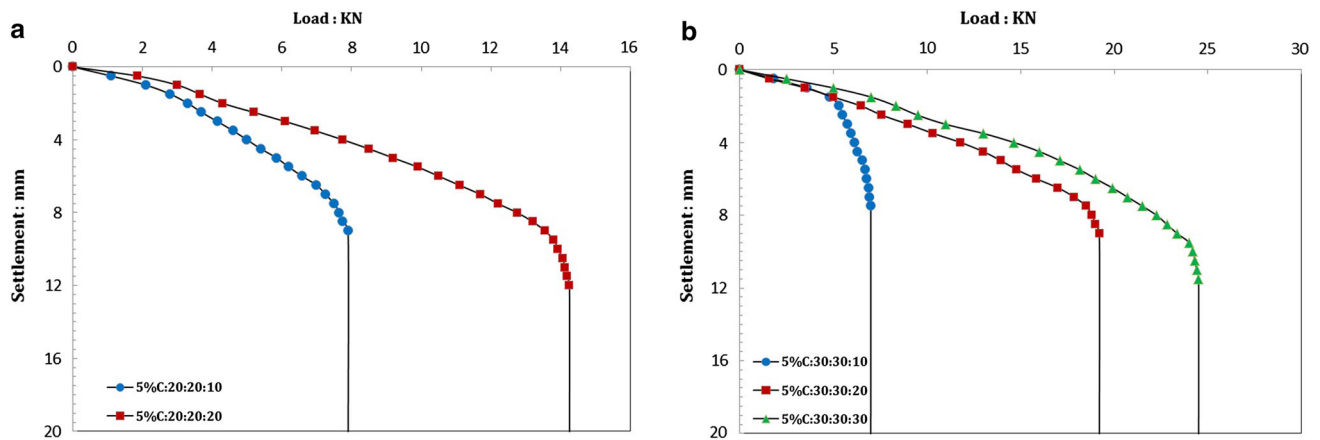 a
Load : KN
0 2 4 6 8 10 12 14 16
Settlement : mm
0
4
8
12
16
20
5%C:20:20:10
5%C:20:20:20
b
Load : KN
0 5 10 15 20 25 30
Settlement : mm
0
4
8
12
16
20
5%C:30:30:10
5%C:30:30:20
5%C:30:30:30